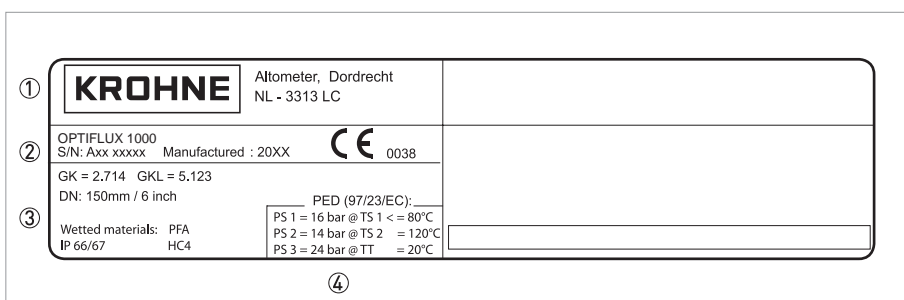 ①
KROHNE
Altometer, Dordrecht
NL - 3313 LC
②
OPTIFLUX 1000
S/N: Axx xxxxx Manufactured : 20XX
CE 0038
③
GK = 2.714 GKL = 5.123
DN: 150mm / 6 inch
Wetted materials: PFA
IP 66/67 HC4
PED (97/23/EC):
PS 1 = 16 bar @ TS 1 < = 80°C
PS 2 = 14 bar @ TS 2 = 120°C
PS 3 = 24 bar @ TT = 20°C
④